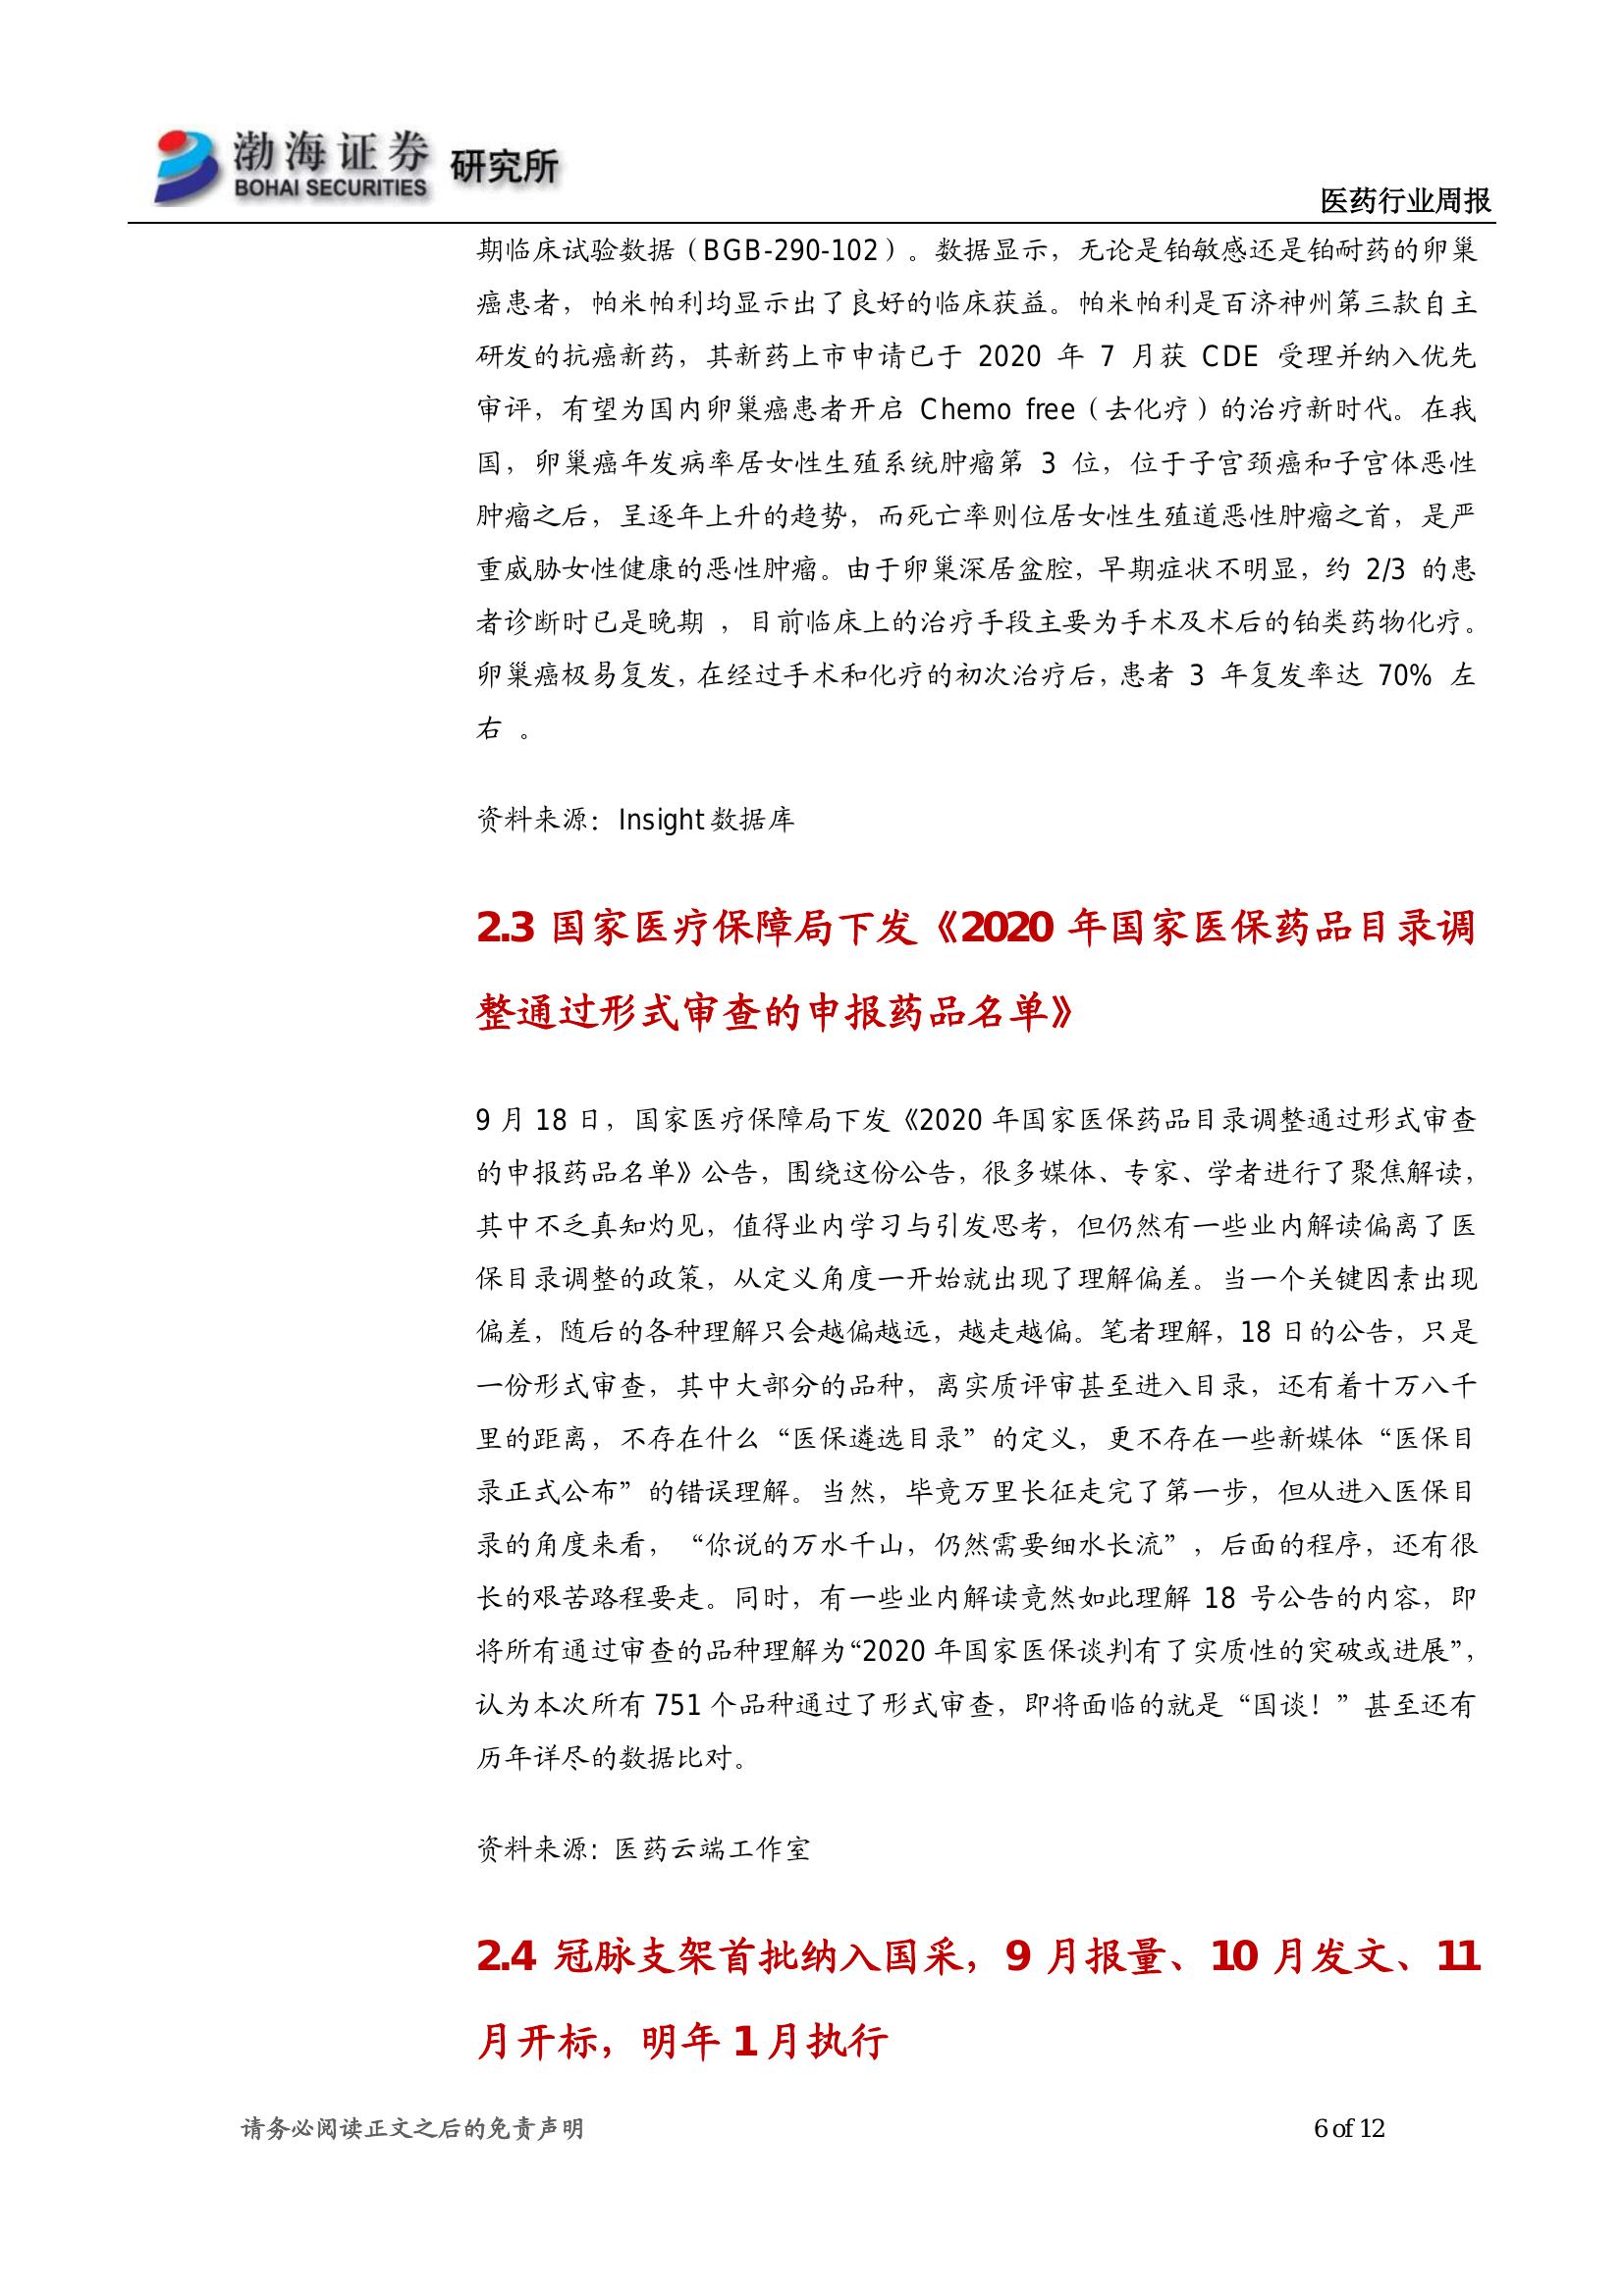 渤海证券 研究所
BOHAI SECURITIES
医药行业周报
期临床试验数据（BGB-290-102）。数据显示，无论是铂敏感还是铂耐药的卵巢
癌患者，帕米帕利均显示出了良好的临床获益。帕米帕利是百济神州第三款自主
研发的抗癌新药，其新药上市申请已于 2020 年 7 月获 CDE 受理并纳入优先
审评，有望为国内卵巢癌患者开启 Chemo free（去化疗）的治疗新时代。在我
国，卵巢癌年发病率居女性生殖系统肿瘤第 3 位，位于子宫颈癌和子宫体恶性
肿瘤之后，呈逐年上升的趋势，而死亡率则位居女性生殖道恶性肿瘤之首，是严
重威胁女性健康的恶性肿瘤。由于卵巢深居盆腔，早期症状不明显，约 2/3 的患
者诊断时已是晚期 ，目前临床上的治疗手段主要为手术及术后的铂类药物化疗。
卵巢癌极易复发，在经过手术和化疗的初次治疗后，患者 3 年复发率达 70% 左
右 。
资料来源：Insight 数据库
2.3 国家医疗保障局下发《2020 年国家医保药品目录调
整通过形式审查的申报药品名单》
9 月 18 日，国家医疗保障局下发《2020 年国家医保药品目录调整通过形式审查
的申报药品名单》公告，围绕这份公告，很多媒体、专家、学者进行了聚焦解读，
其中不乏真知灼见，值得业内学习与引发思考，但仍然有一些业内解读偏离了医
保目录调整的政策，从定义角度一开始就出现了理解偏差。当一个关键因素出现
偏差，随后的各种理解只会越偏越远，越走越偏。笔者理解，18 日的公告，只是
一份形式审查，其中大部分的品种，离实质评审甚至进入目录，还有着十万八千
里的距离，不存在什么“医保遴选目录”的定义，更不存在一些新媒体“医保目
录正式公布”的错误理解。当然，毕竟万里长征走完了第一步，但从进入医保目
录的角度来看，“你说的万水千山，仍然需要细水长流”，后面的程序，还有很
长的艰苦路程要走。同时，有一些业内解读竟然如此理解 18 号公告的内容，即
将所有通过审查的品种理解为“2020 年国家医保谈判有了实质性的突破或进展”，
认为本次所有 751 个品种通过了形式审查，即将面临的就是“国谈！”甚至还有
历年详尽的数据比对。
资料来源：医药云端工作室
2.4 冠脉支架首批纳入国采，9 月报量、10 月发文、11
月开标，明年 1 月执行
请务必阅读正文之后的免责声明
6 of 12